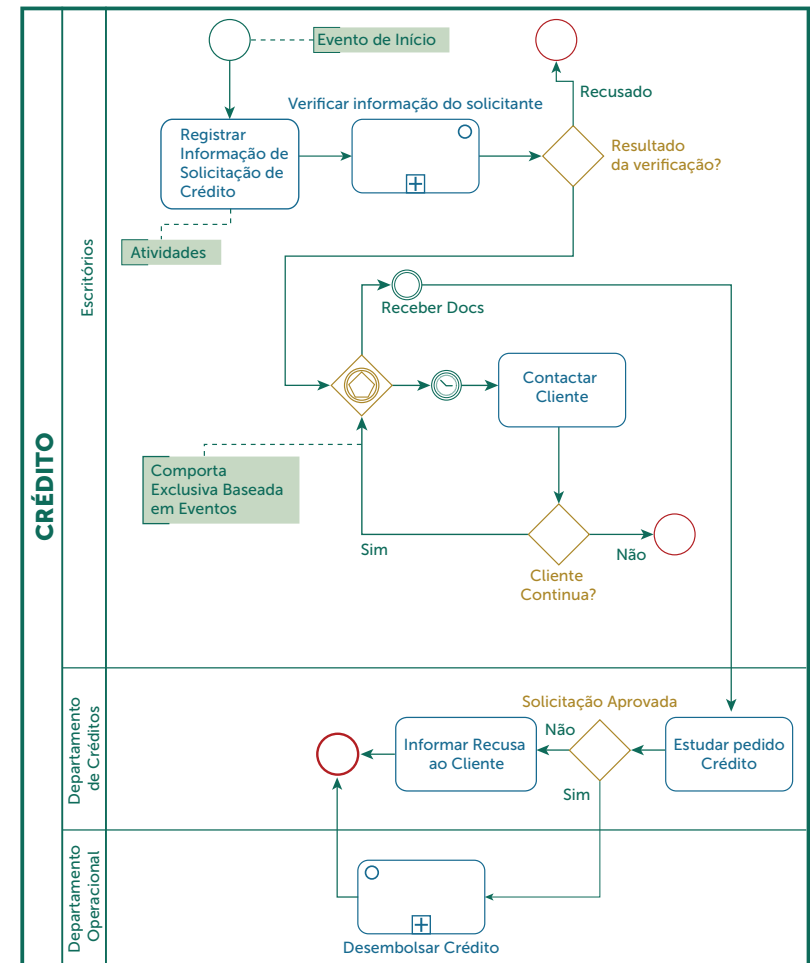 CRÉDITO
Escritórios
Evento de Início
Recusado
Verificar informação do solicitante
Registrar
Informação de
Solicitação de
Crédito
Resultado
da verificação?
Atividades
Receber Docs
Contactar
Cliente
Comporta
Exclusiva Baseada
em Eventos
Sim
Não
Cliente
Continua?
Departamento
de Créditos
Solicitação Aprovada
Não
Informar Recusa
ao Cliente
Estudar pedido
Crédito
Sim
Departamento
Operacional
Desembolsar Crédito